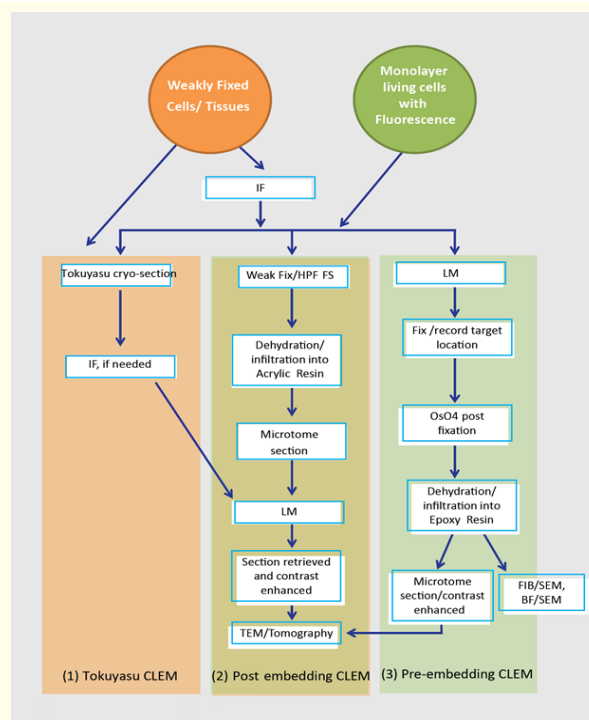 Weakly Fixed
Cells/ Tissues
Monolayer
living cells
with
Fluorescence
IF
Tokuyasu cryo-section
IF, if needed
Weak Fix/HPF FS
Dehydration/
infiltration into
Acrylic Resin
Microtome
section
LM
Section retrieved
and contrast
enhanced
TEM/Tomography
LM
Fix /record target
location
OsO4 post
fixation
Dehydration/
infiltration into
Epoxy Resin
Microtome
section/contrast
enhanced
FIB/SEM,
BF/SEM
(1) Tokuyasu CLEM
(2) Post embedding CLEM
(3) Pre-embedding CLEM